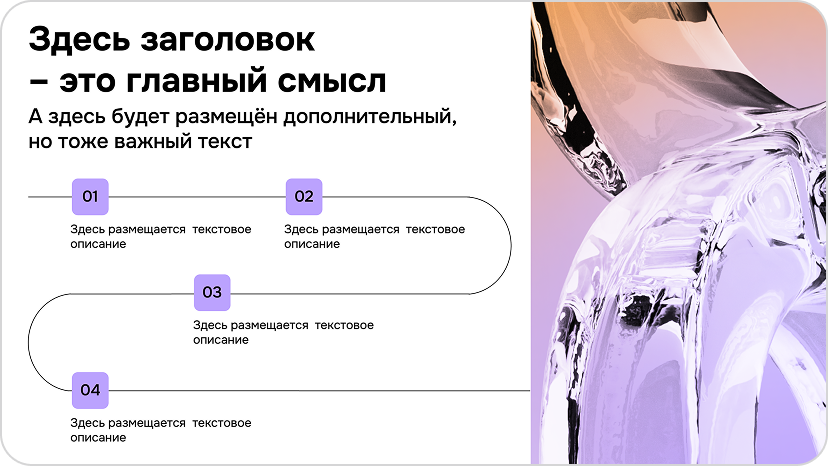 Здесь заголовок
– это главный смысл
А здесь будет размещён дополнительный,
но тоже важный текст
01
02
Здесь размещается текстовое
описание
Здесь размещается текстовое
описание
03
Здесь размещается текстовое
описание
04
Здесь размещается текстовое
описание